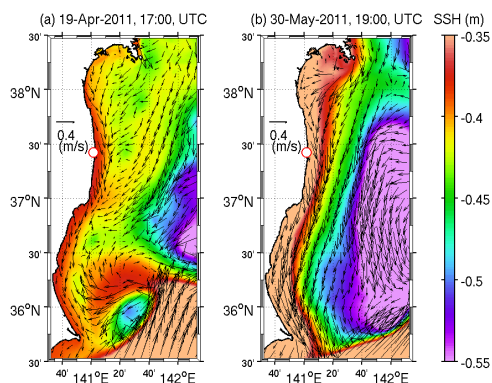 (a) 19-Apr-2011, 17:00, UTC
(b) 30-May-2011, 19:00, UTC
SSH (m)
30'
38°N
30'
37°N
30'
36°N
30'
0.4
(m/s)
40' 141°E 20' 40' 142°E
30'
38°N
30'
37°N
30'
36°N
30'
0.4
(m/s)
40' 141°E 20' 40' 142°E
-0.35
-0.4
-0.45
-0.5
-0.55